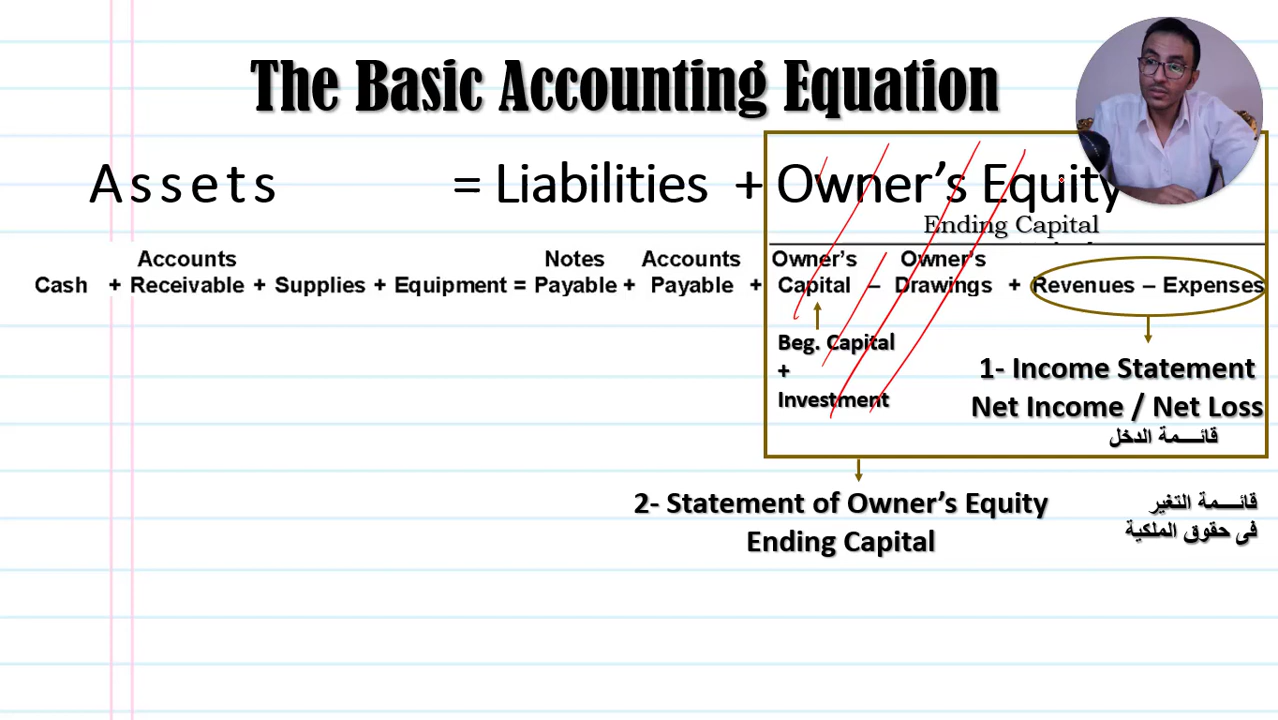 The Basic Accounting Equation
Assets = Liabilities + Owner's Equity
Ending Capital
Accounts Notes Accounts Owner's Owner's
Cash + Receivable + Supplies + Equipment = Payable + Payable + Capital – Drawings + Revenues – Expenses
Beg. Capital
+
Investment
1- Income Statement
Net Income / Net Loss
قائـــمة الدخل
2- Statement of Owner's Equity
Ending Capital
قائـــمة التغير
فى حقوق الملكية